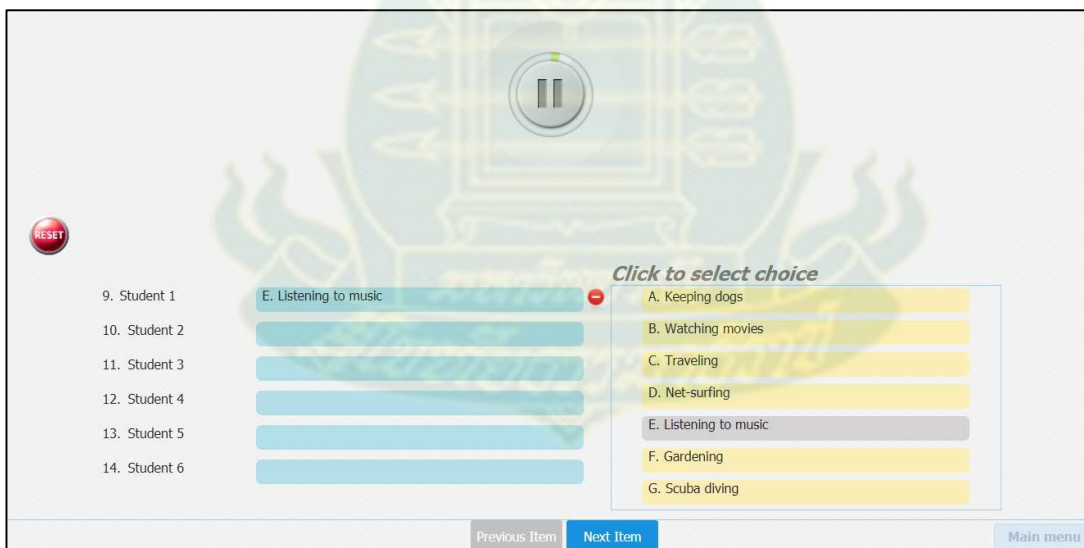 RESET
Click to select choice
9. Student 1
E. Listening to music
10. Student 2
11. Student 3
12. Student 4
13. Student 5
14. Student 6
A. Keeping dogs
B. Watching movies
C. Traveling
D. Net-surfing
E. Listening to music
F. Gardening
G. Scuba diving
Previous Item
Next Item
Main menu